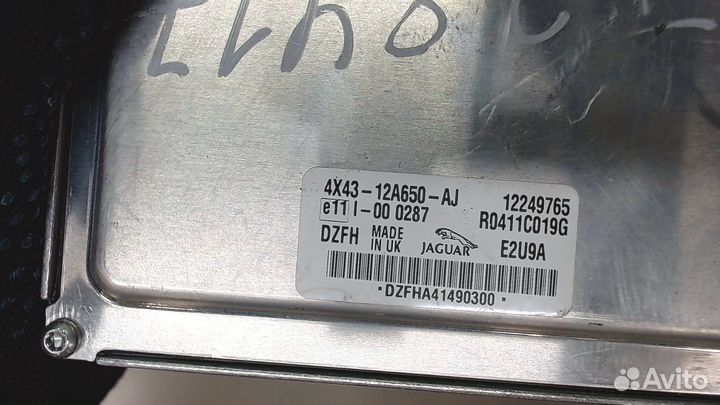 4X43-12A650-AJ 12249765
e11 I-00 0287 R0411C019G
DZFH MADE IN UK JAGUAR E2U9A
·DZFHA41490300·
Avito